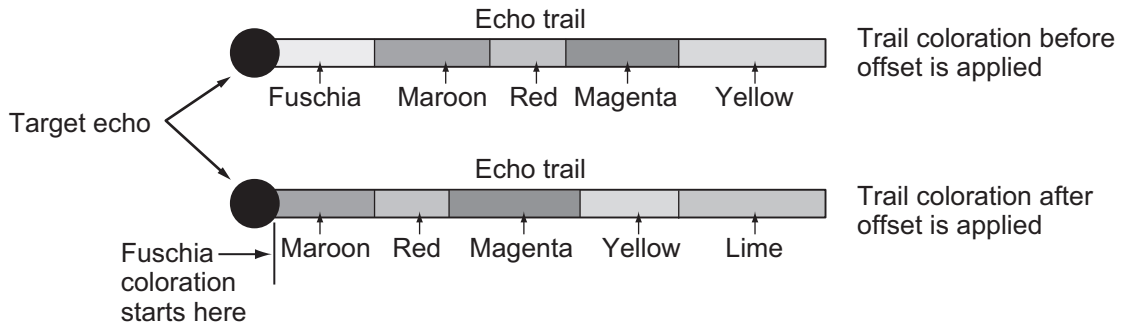 Echo trail
Trail coloration before
offset is applied
Fuschia Maroon Red Magenta Yellow
Target echo
Echo trail
Trail coloration after
offset is applied
Maroon Red Magenta Yellow Lime
Fuschia
coloration
starts here